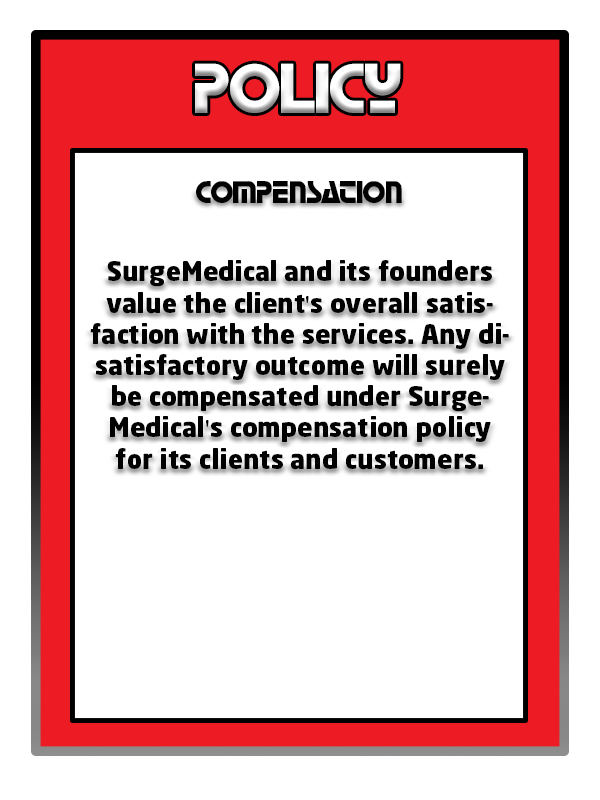 POLICY
COMPENSATION
SurgeMedical and its founders
value the client's overall satis-
faction with the services. Any di-
satisfactory outcome will surely
be compensated under Surge-
Medical's compensation policy
for its clients and customers.